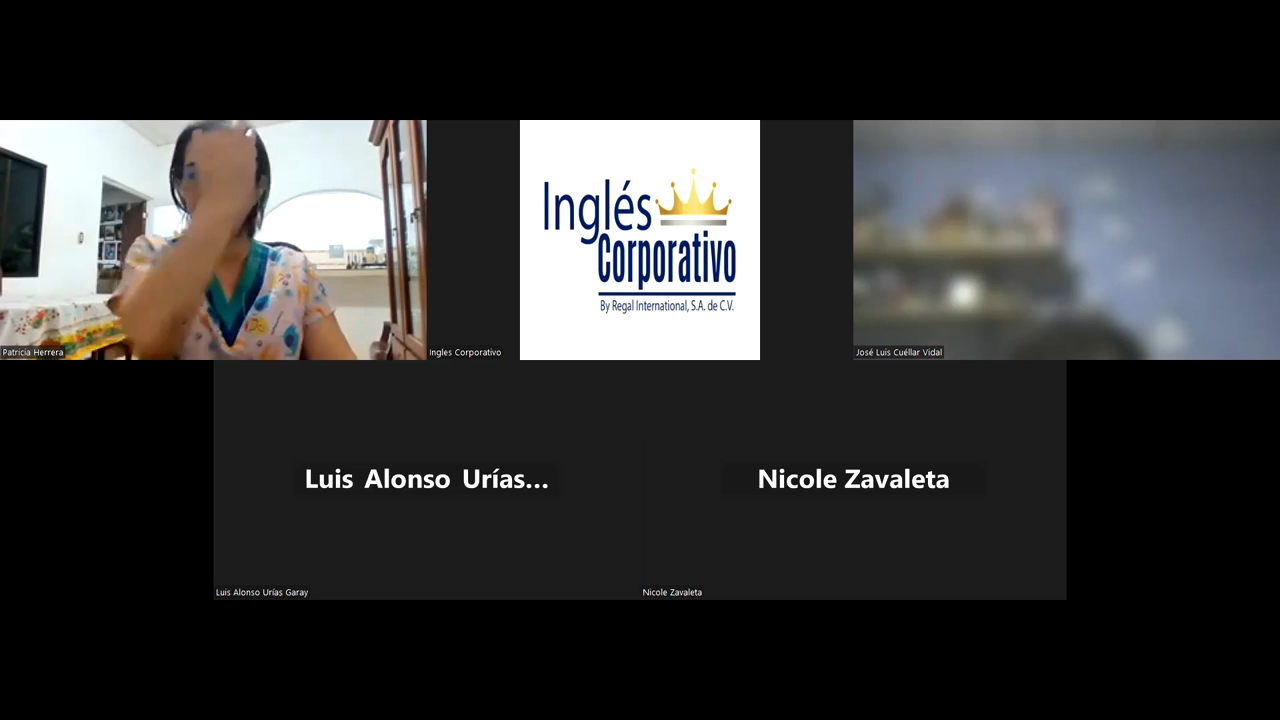 Inglés
Corporativo
By Regal International, S.A. de C.V.
Patricia Herrera
Ingles Corporativo
José Luis Cuéllar Vidal
Luis Alonso Urías...
Nicole Zavaleta
Luis Alonso Urías Garay
Nicole Zavaleta